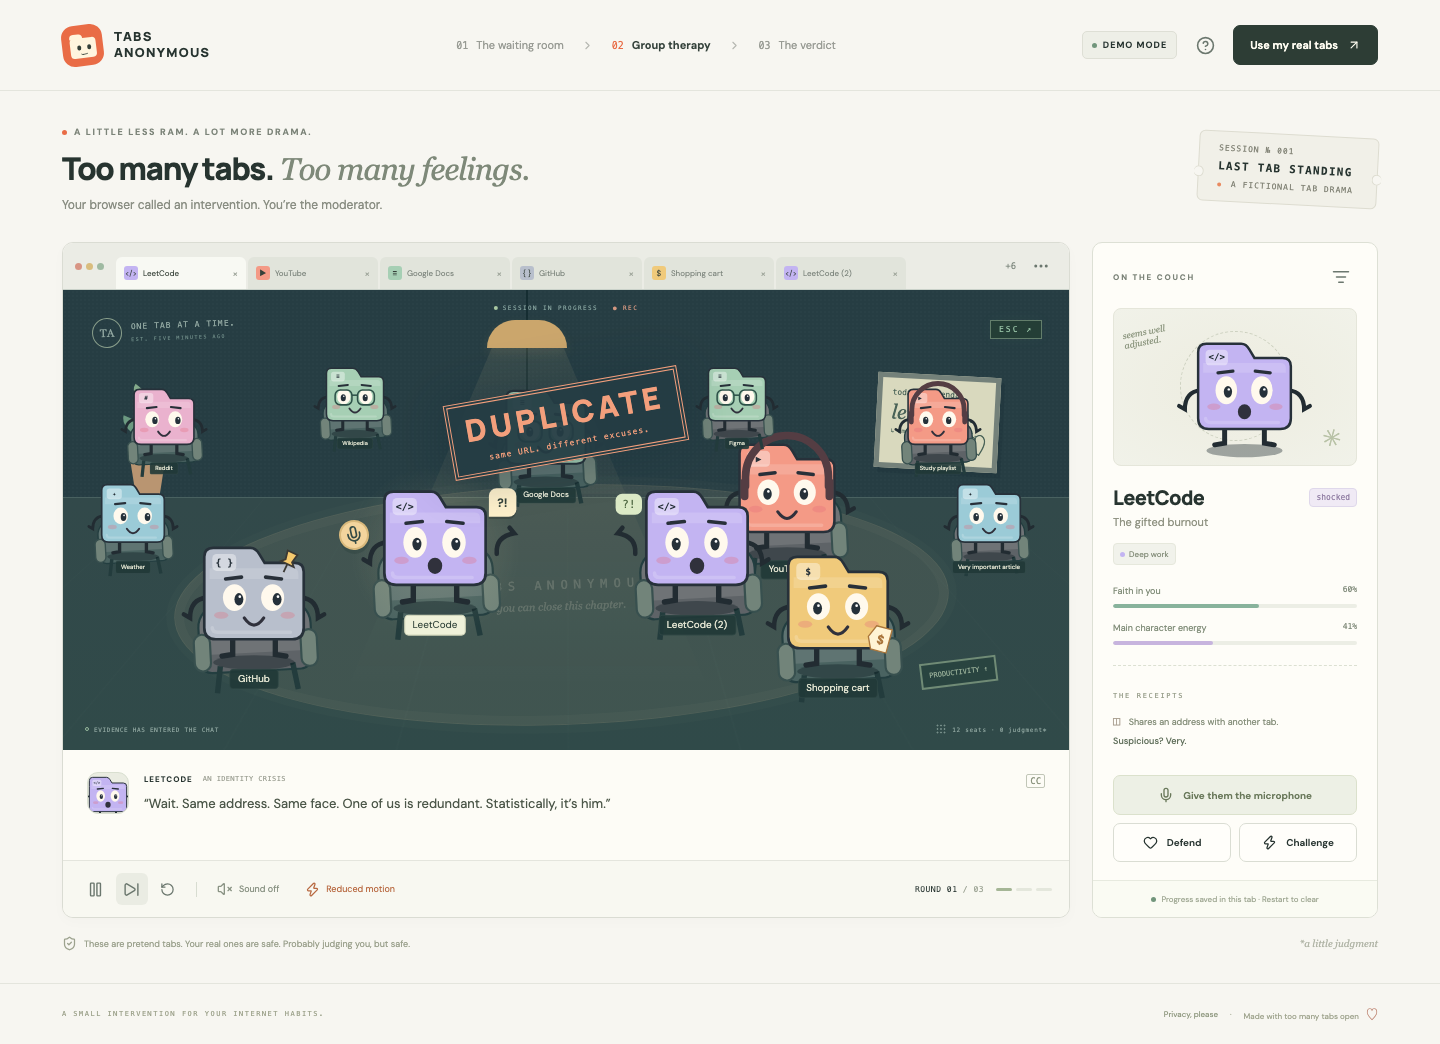 TABS
ANONYMOUS
01 The waiting room
02 Group therapy
03 The verdict
DEMO MODE
Use my real tabs
A LITTLE LESS RAM. A LOT MORE DRAMA.
Too many tabs. Too many feelings.
Your browser called an intervention. You’re the moderator.
SESSION № 001
LAST TAB STANDING
A FICTIONAL TAB DRAMA
LeetCode
YouTube
Google Docs
GitHub
Shopping cart
LeetCode (2)
+6
SESSION IN PROGRESS
REC
TA
ONE TAB AT A TIME.
EST. FIVE MINUTES AGO
ESC ↗
DUPLICATE
same URL, different excuses.
Reddit
Wikipedia
Google Docs
Figma
Study playlist
Weather
</>
?!
?!
</>
Very important article
{ }
$
$
LeetCode
LeetCode (2)
you can close this chapter.
GitHub
Shopping cart
PRODUCTIVITY ↑
EVIDENCE HAS ENTERED THE CHAT
12 seats · 0 judgment*
LEETCODE AN IDENTITY CRISIS
CC
“Wait. Same address. Same face. One of us is redundant. Statistically, it’s him.”
Sound off
Reduced motion
ROUND 01 / 03
ON THE COUCH
seems well
adjusted.
</>
LeetCode
shocked
The gifted burnout
Deep work
Faith in you 60%
Main character energy 41%
THE RECEIPTS
Shares an address with another tab.
Suspicious? Very.
Give them the microphone
Defend
Challenge
Progress saved in this tab · Restart to clear
These are pretend tabs. Your real ones are safe. Probably judging you, but safe.
*a little judgment
A SMALL INTERVENTION FOR YOUR INTERNET HABITS.
Privacy, please · Made with too many tabs open